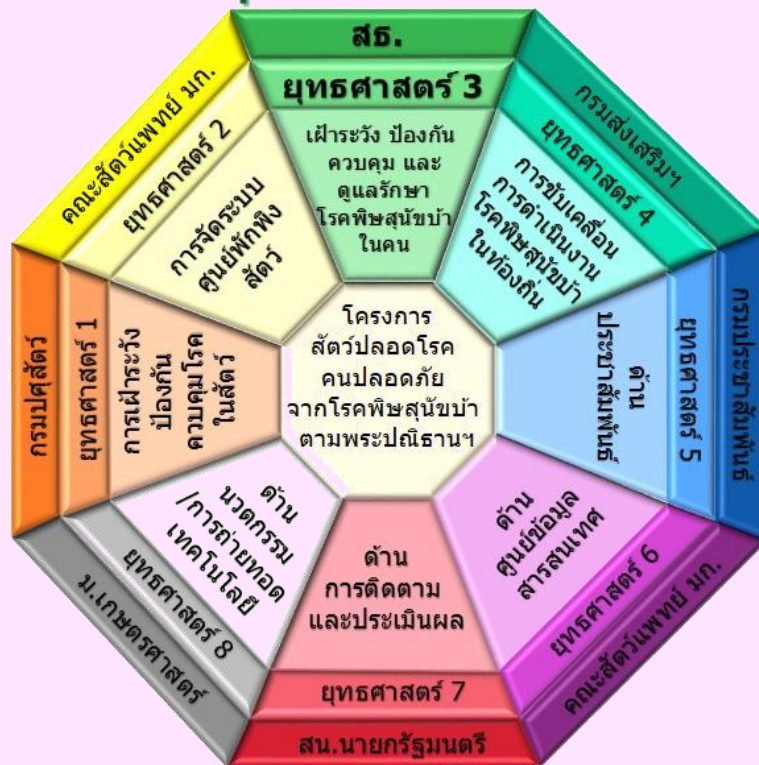 สธ.
ยุทธศาสตร์ 3
เฝ้าระวัง ป้องกัน
ควบคุม และ
ดูแลรักษา
โรคพิษสุนัขบ้า
ในคน
กรมส่งเสริมฯ
ยุทธศาสตร์ 4
การขับเคลื่อน
การดำเนินงาน
โรคพิษสุนัขบ้า
ในท้องถิ่น
กรมประชาสัมพันธ์
ยุทธศาสตร์ 5
ด้าน
ประชาสัมพันธ์
คณะสัตว์แพทย์ มก.
ยุทธศาสตร์ 6
ด้าน
ศูนย์ข้อมูล
สารสนเทศ
ด้าน
การติดตาม
และประเมินผล
ยุทธศาสตร์ 7
สน.นายกรัฐมนตรี
ด้าน
นวตกรรม
/การถ่ายทอด
เทคโนโลยี
ยุทธศาสตร์ 8
ม.เกษตรศาสตร์
กรมปศุสัตว์
ยุทธศาสตร์ 1
การเฝ้าระวัง
ป้องกัน
ควบคุมโรค
ในสัตว์
คณะสัตว์แพทย์ มก.
ยุทธศาสตร์ 2
การจัดระบบ
ศูนย์พักพิง
สัตว์
โครงการ
สัตว์ปลอดโรค
คนปลอดภัย
จากโรคพิษสุนัขบ้า
ตามพระปณิธานฯ